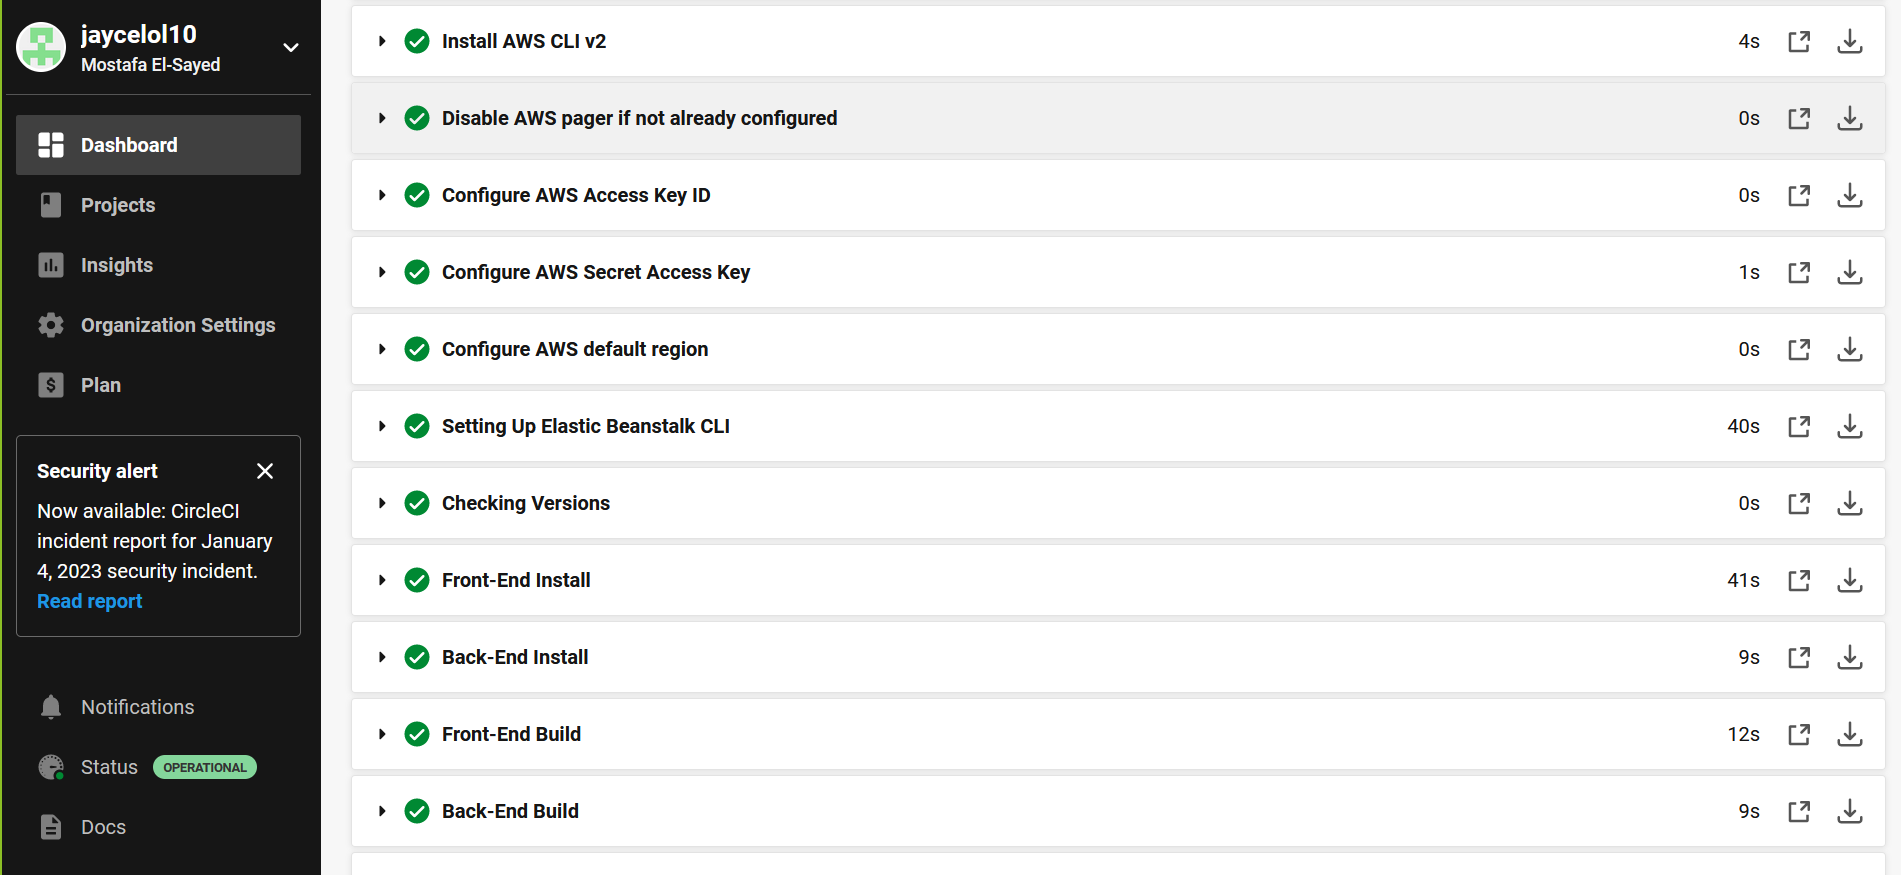 jaycelol10
Mostafa El-Sayed
Dashboard
Projects
Insights
Organization Settings
Plan
Security alert
Now available: CircleCI
incident report for January
4, 2023 security incident.
Read report
Notifications
Status OPERATIONAL
Docs
Install AWS CLI v2 4s
Disable AWS pager if not already configured 0s
Configure AWS Access Key ID 0s
Configure AWS Secret Access Key 1s
Configure AWS default region 0s
Setting Up Elastic Beanstalk CLI 40s
Checking Versions 0s
Front-End Install 41s
Back-End Install 9s
Front-End Build 12s
Back-End Build 9s